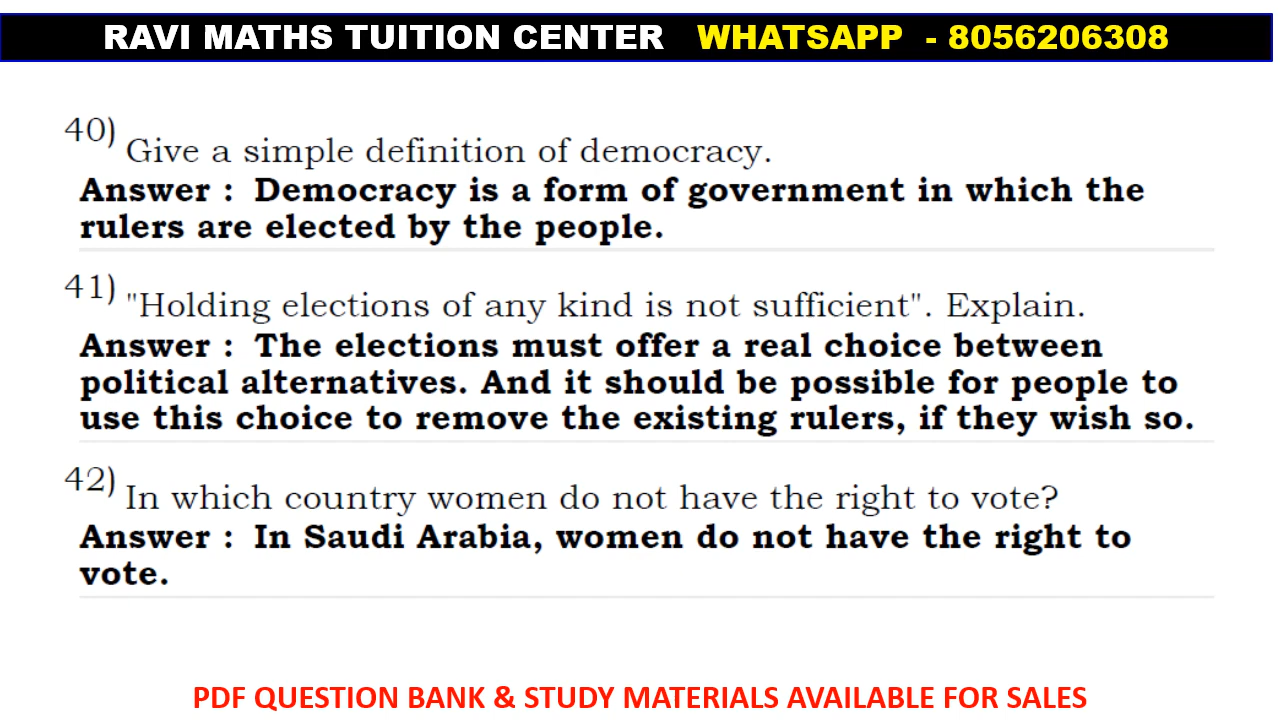 RAVI MATHS TUITION CENTER WHATSAPP - 8056206308
40) Give a simple definition of democracy.
Answer : Democracy is a form of government in which the
rulers are elected by the people.
41) "Holding elections of any kind is not sufficient". Explain.
Answer : The elections must offer a real choice between
political alternatives. And it should be possible for people to
use this choice to remove the existing rulers, if they wish so.
42) In which country women do not have the right to vote?
Answer : In Saudi Arabia, women do not have the right to
vote.
PDF QUESTION BANK & STUDY MATERIALS AVAILABLE FOR SALES